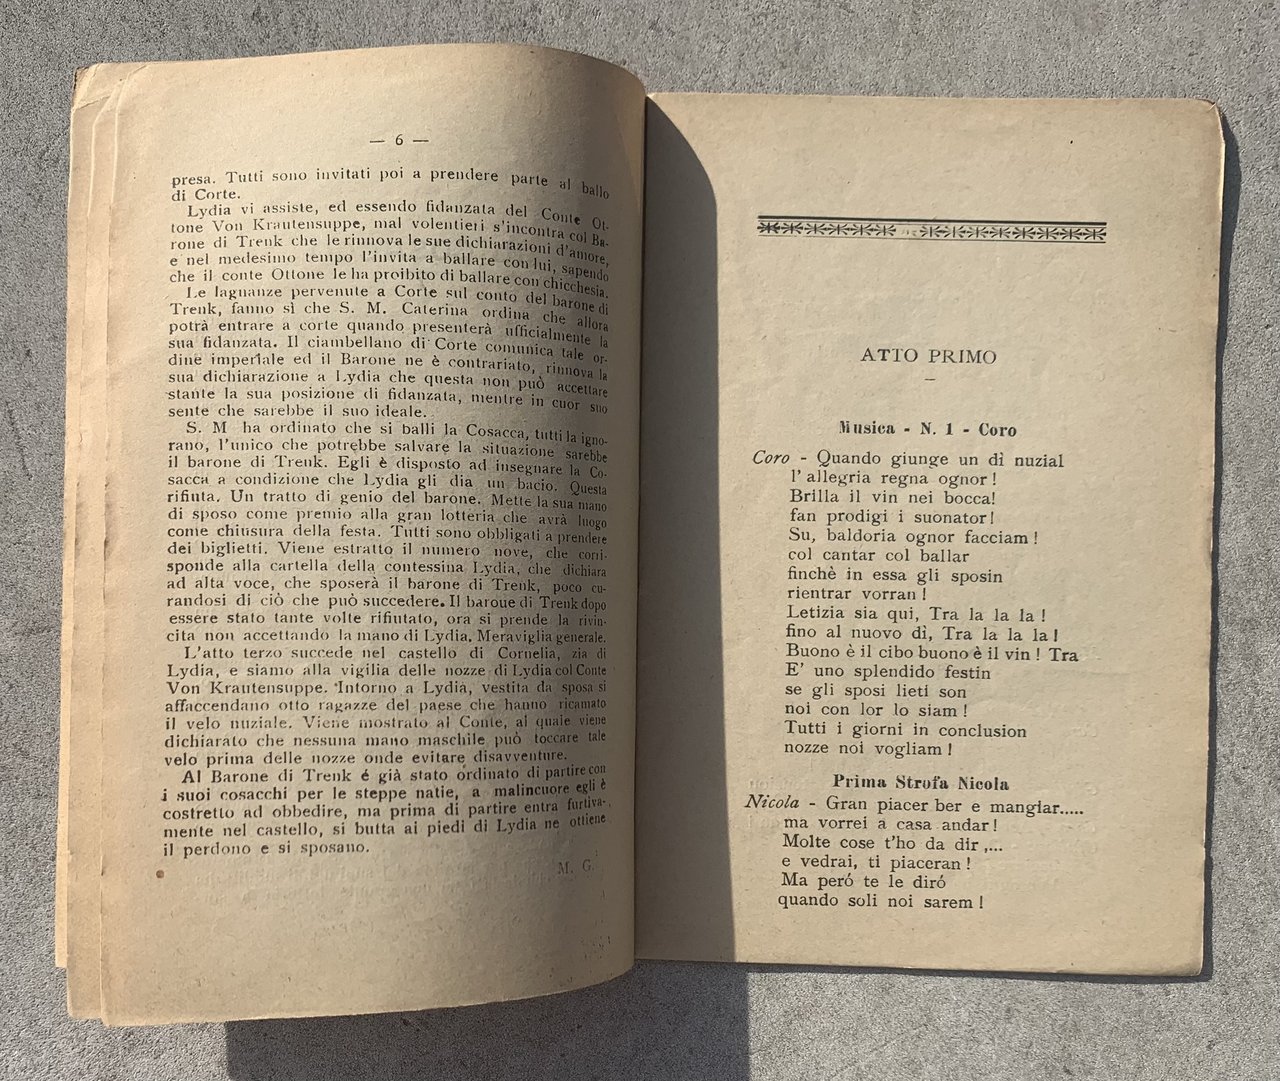 — 6 —
presa. Tutti sono invitati poi a prendere parte al ballo
di Corte.
Lydia vi assiste, ed essendo fidanzata del Conte Ot-
tone Von Krautensuppe, mal volentieri s'incontra col Ba-
rone di Trenk che le rinnova le sue dichiarazioni d'amore,
e nel medesimo tempo l'invita a ballare con lui, sapendo
che il conte Ottone le ha proibito di ballare con chicchesia.
Le lagnanze pervenute a Corte sul conto del barone di
Trenk, fanno sì che S. M. Caterina ordina che allora
potrà entrare a corte quando presenterà ufficialmente la
sua fidanzata. Il ciambellano di Corte comunica tale or-
dine imperiale ed il Barone ne è contrariato, rinnova la
sua dichiarazione a Lydia che questa non può accettare
stante la sua posizione di fidanzata, mentre in cuor suo
sente che sarebbe il suo ideale.
S. M ha ordinato che si balli la Cosacca, tutti la igno-
rano, l'unico che potrebbe salvare la situazione sarebbe
il barone di Trenk. Egli è disposto ad insegnare la Co-
sacca a condizione che Lydia gli dia un bacio. Questa
rifiuta. Un tratto di genio del barone. Mette la sua mano
di sposo come premio alla gran lotteria che avrà luogo
come chiusura della festa. Tutti sono obbligati a prendere
dei biglietti. Viene estratto il numero nove, che corri-
sponde alla cartella della contessina Lydia, che dichiara
ad alta voce, che sposerà il barone di Trenk, poco cu-
randosi di ciò che può succedere. Il baroue di Trenk dopo
essere stato tante volte rifiutato, ora si prende la rivin-
cita non accettando la mano di Lydia. Meraviglia generale.
L'atto terzo succede nel castello di Cornelia, zia di
Lydia, e siamo alla vigilia delle nozze di Lydia col Conte
Von Krautensuppe. Intorno a Lydia, vestita da sposa si
affaccendano otto ragazze del paese che hanno ricamato
il velo nuziale. Viene mostrato al Conte, al quale viene
dichiarato che nessuna mano maschile può toccare tale
velo prima delle nozze onde evitare disavventure.
Al Barone di Trenk é già stato ordinato di partire con
i suoi cosacchi per le steppe natie, a malincuore egli è
costretto ad obbedire, ma prima di partire entra furtiva-
mente nel castello, si butta ai piedi di Lydia ne ottiene
il perdono e si sposano.
M. G.
ATTO PRIMO
Musica - N. 1 - Coro
Coro - Quando giunge un dì nuzial
l' allegria regna ognor !
Brilla il vin nei bocca!
fan prodigi i suonator!
Su, baldoria ognor facciam !
col cantar col ballar
finchè in essa gli sposin
rientrar vorran !
Letizia sia qui, Tra la la la !
fino al nuovo dì, Tra la la la !
Buono è il cibo buono è il vin ! Tra
E' uno splendido festin
se gli sposi lieti son
noi con lor lo siam !
Tutti i giorni in conclusion
nozze noi vogliam !
Prima Strofa Nicola
Nicola - Gran piacer ber e mangiar.....
ma vorrei a casa andar !
Molte cose t'ho da dir ,...
e vedrai, ti piaceran !
Ma peró te le diró
quando soli noi sarem !